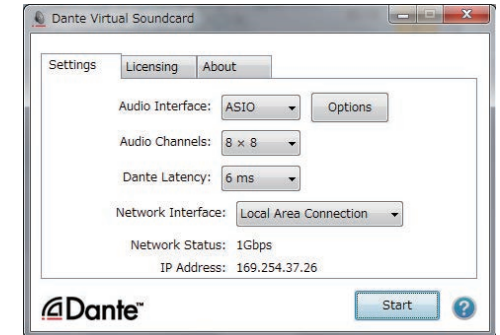 Dante Virtual Soundcard
Settings Licensing About
Audio Interface: ASIO Options
Audio Channels: 8 × 8
Dante Latency: 6 ms
Network Interface: Local Area Connection
Network Status: 1Gbps
IP Address: 169.254.37.26
Dante™ Start ?